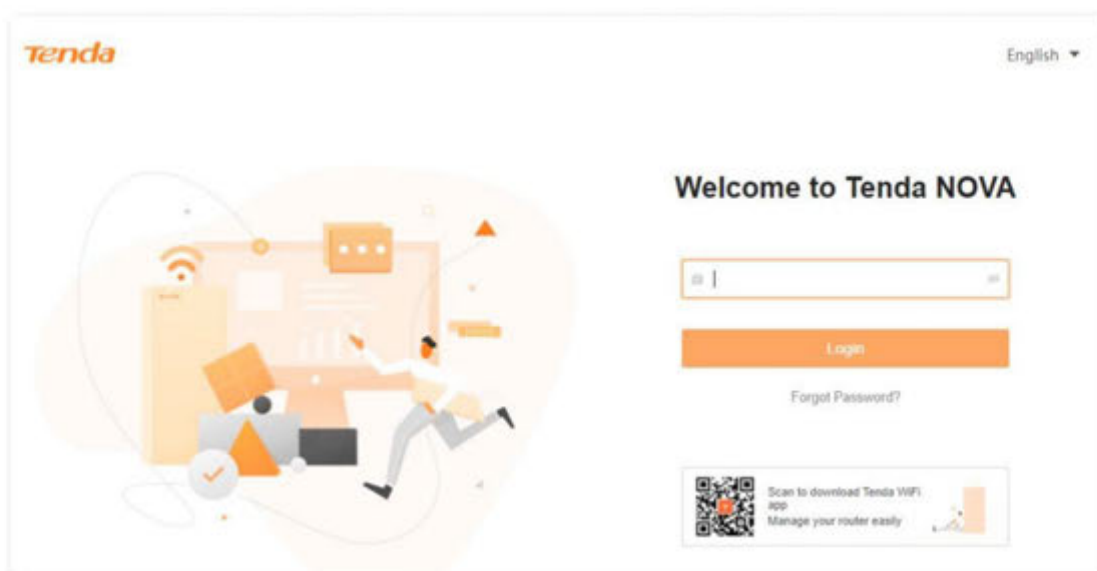 Tenda
English
Welcome to Tenda NOVA
Login
Forgot Password?
Scan to download Tenda WiFi
app
Manage your router easily